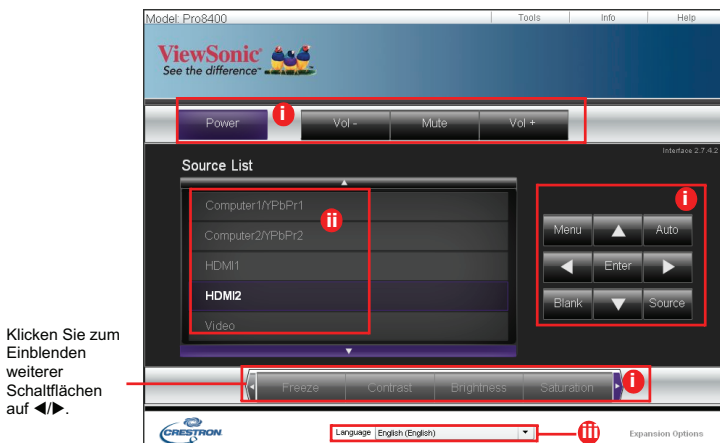 Model: Pro8400
Tools Info Help
ViewSonic®
See the difference™
Power i Vol - Mute Vol +
Interface 2.7.4.2
Source List
Computer1/YPbPr1
ii
Computer2/YPbPr2
HDMI1
HDMI2
Video
i
Menu ▲ Auto
◀ Enter ▶
Blank ▼ Source
Klicken Sie zum
Einblenden
weiterer
Schaltflächen
auf ◀/▶.
Freeze Contrast Brightness Saturation i
CRESTRON
Language English (English) iii
Expansion Options